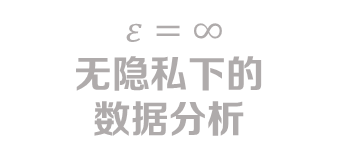 ε = ∞
无隐私下的
数据分析